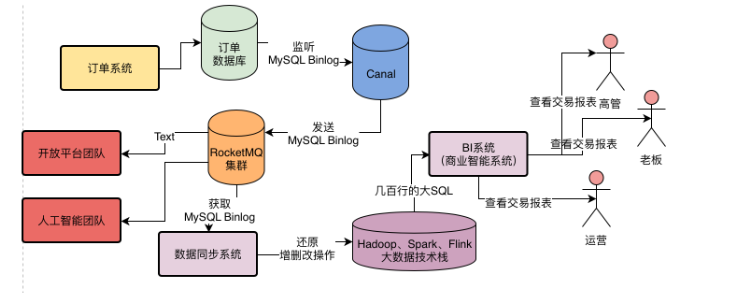 订单系统
订单
数据库
监听
MySQL Binlog
Canal
发送
MySQL Binlog
RocketMQ
集群
Text
开放平台团队
人工智能团队
获取
MySQL Binlog
数据同步系统
还原
增删改操作
Hadoop、Spark、Flink
大数据技术栈
几百行的大SQL
BI系统
（商业智能系统）
查看交易报表
高管
查看交易报表
老板
查看交易报表
运营